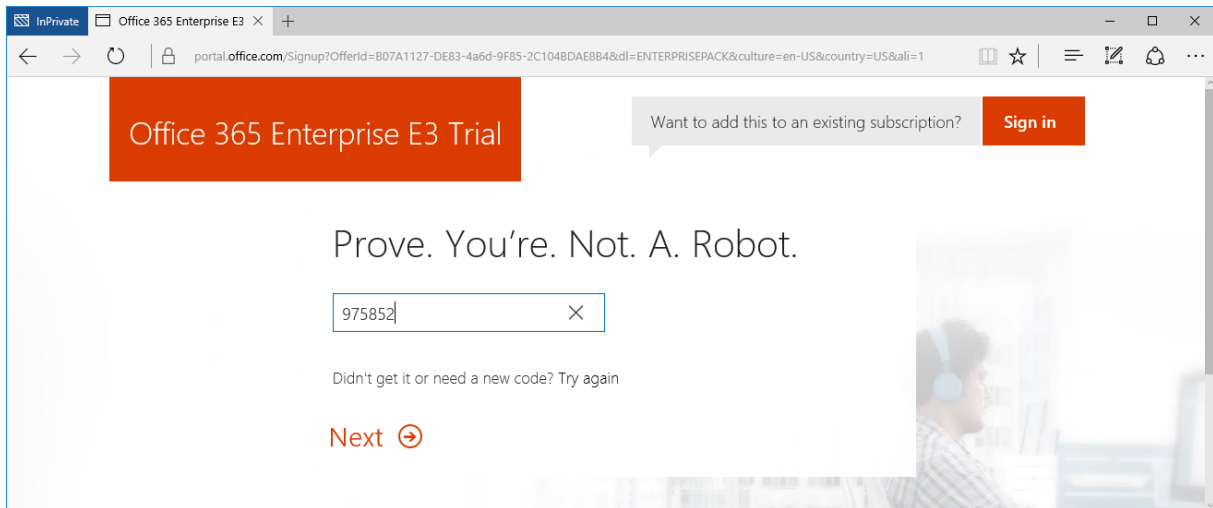 InPrivate Office 365 Enterprise E3
portal.office.com/Signup?OfferId=B07A1127-DE83-4a6d-9F85-2C104BDAE8B4&dl=ENTERPRISEPACK&culture=en-US&country=US&ali=1
Office 365 Enterprise E3 Trial
Want to add this to an existing subscription? Sign in
Prove. You're. Not. A. Robot.
975852
Didn't get it or need a new code? Try again
Next